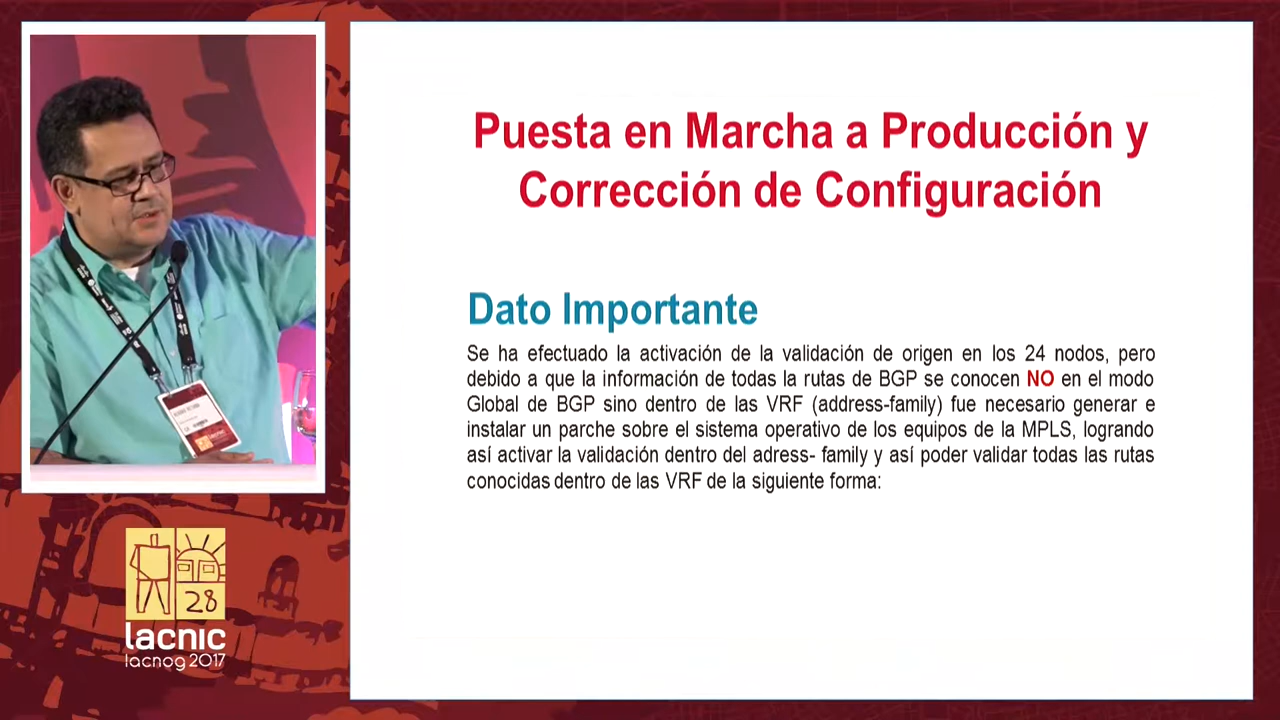 Puesta en Marcha a Producción y
Corrección de Configuración
Dato Importante
Se ha efectuado la activación de la validación de origen en los 24 nodos, pero
debido a que la información de todas la rutas de BGP se conocen NO en el modo
Global de BGP sino dentro de las VRF (address-family) fue necesario generar e
instalar un parche sobre el sistema operativo de los equipos de la MPLS, logrando
así activar la validación dentro del adress- family y así poder validar todas las rutas
conocidas dentro de las VRF de la siguiente forma:
28
lacnic
lacnog 2017